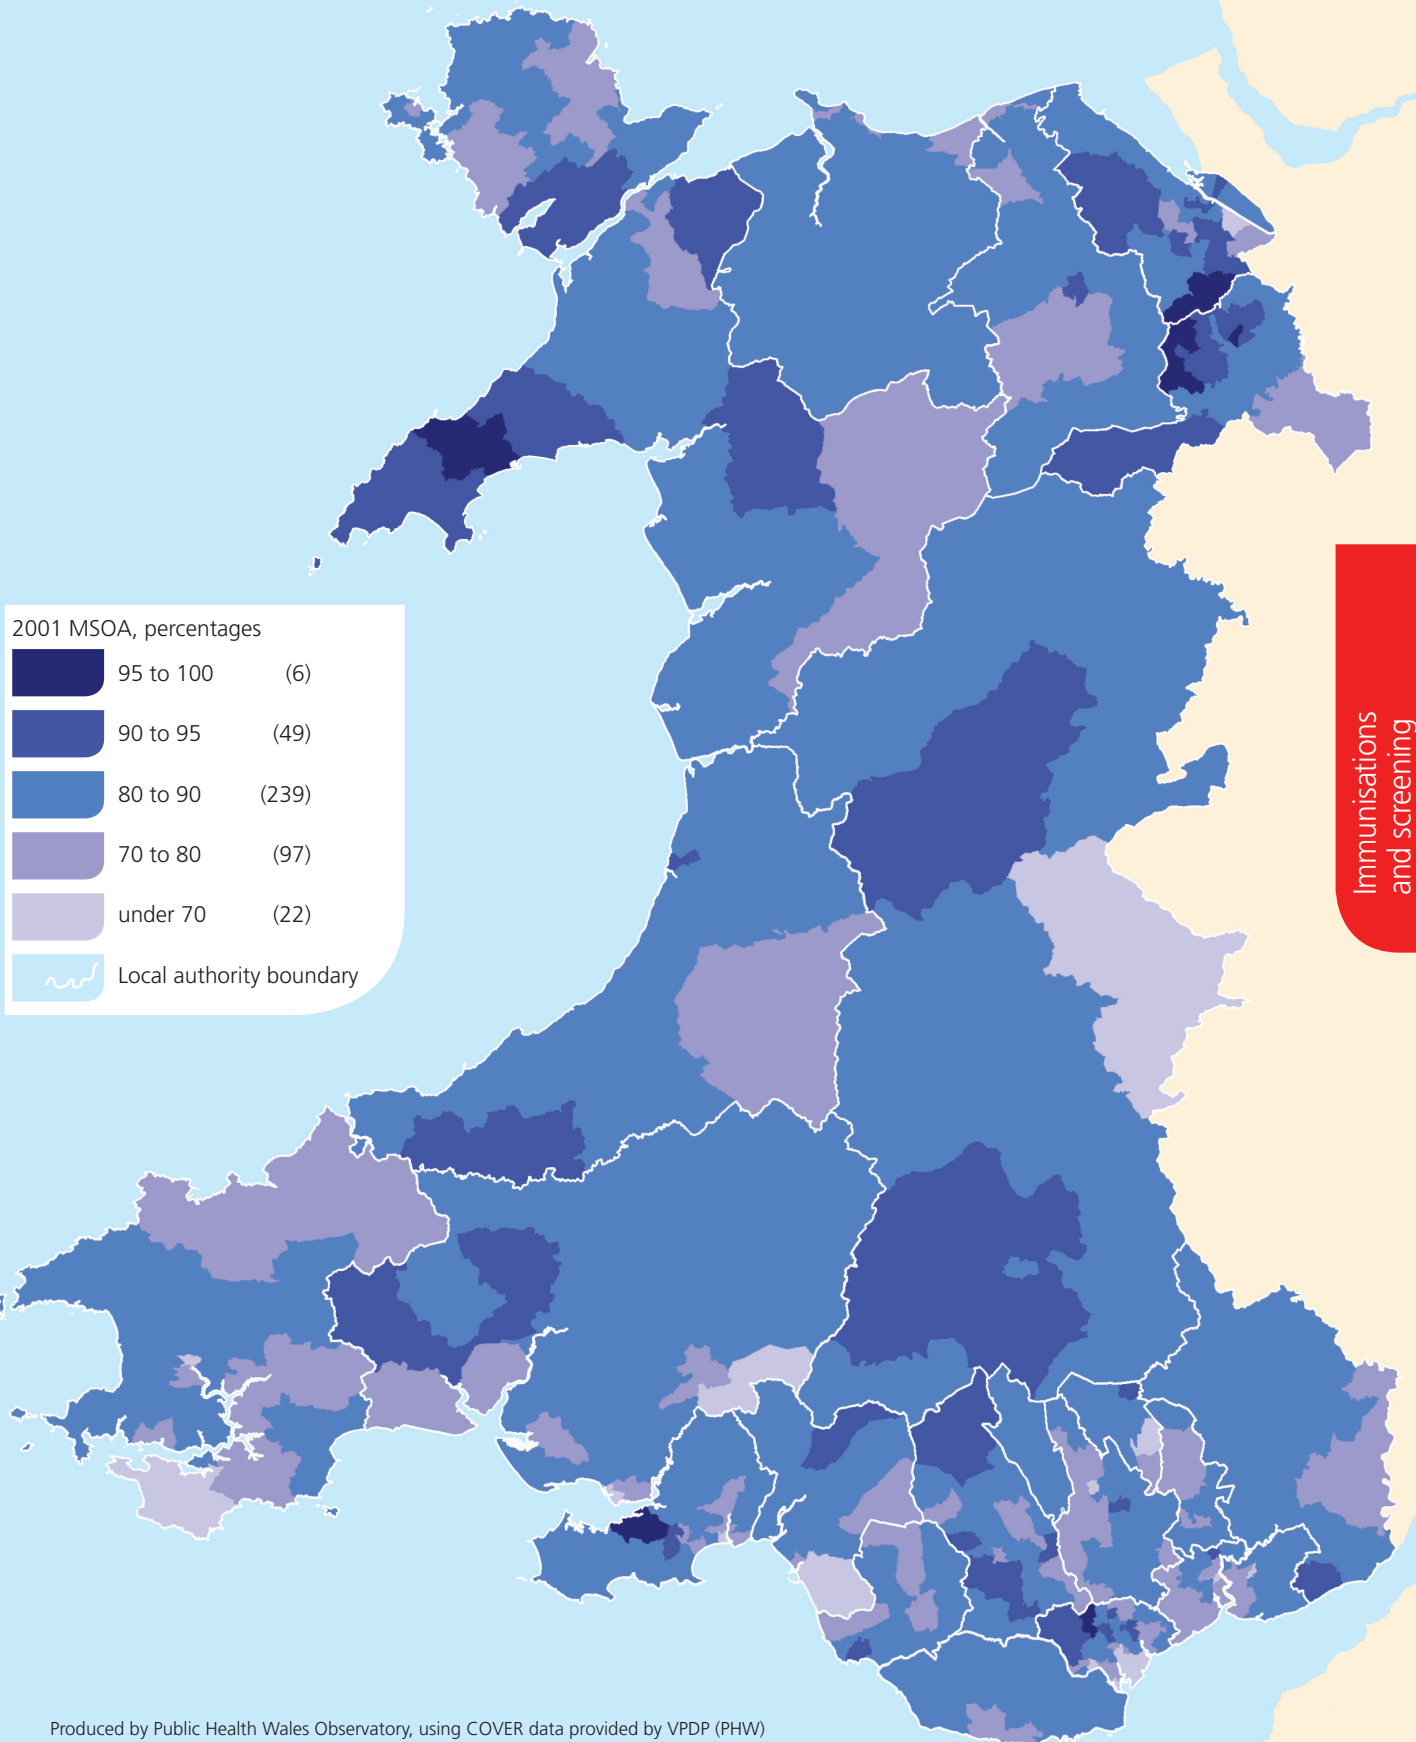 2001 MSOA, percentages
95 to 100 (6)
90 to 95 (49)
80 to 90 (239)
70 to 80 (97)
under 70 (22)
Local authority boundary
Immunisations
and screening
Produced by Public Health Wales Observatory, using COVER data provided by VPDP (PHW)